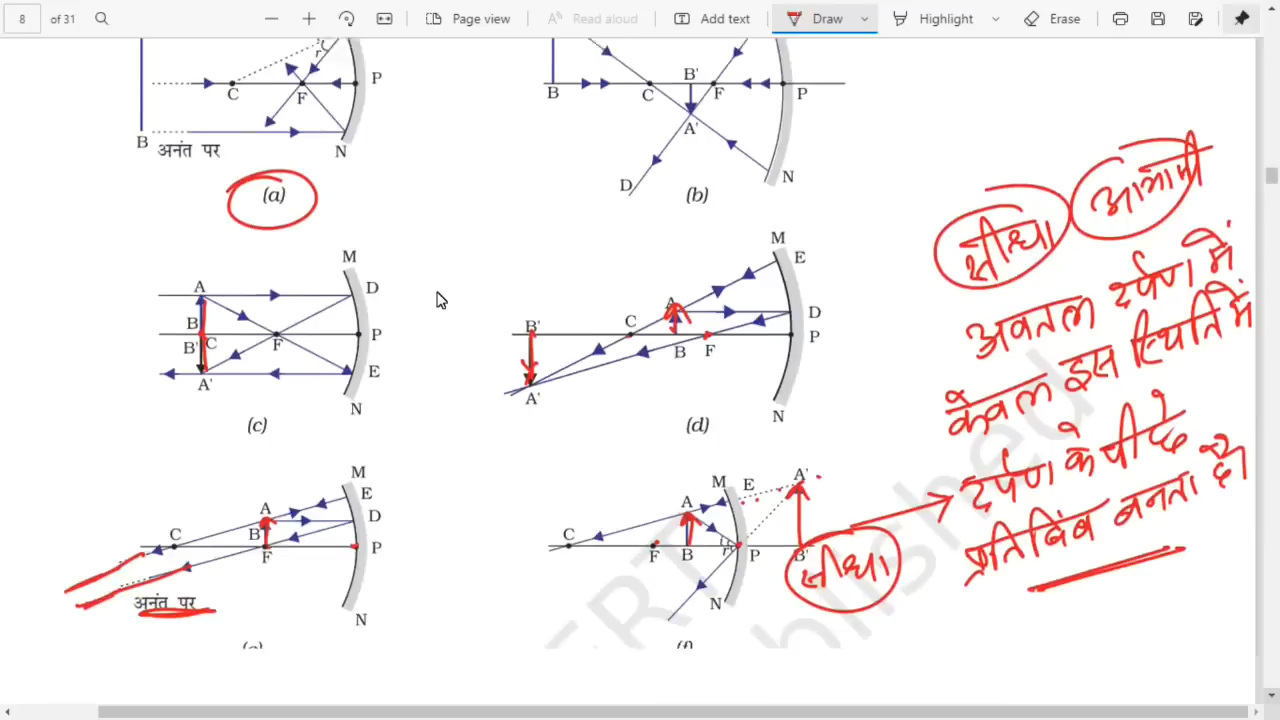 8 of 31 Page view Read aloud Add text Draw Highlight Erase
r
C F P
B N
अनंत पर
(a)
B C B' F P
A'
D N
(b)
M
A D
B
B' C F P
A' E
N
(c)
M
E
A D
B' C B F P
A'
N
(d)
M
E
A D
C B P
F
अनंत पर
N
M E A'
A
C F B r P B'
N
सीधा आभासी
अवतल दर्पण में
केवल इस स्थिति में
दर्पण के पीछे
प्रतिबिंब बनता है
सीधा